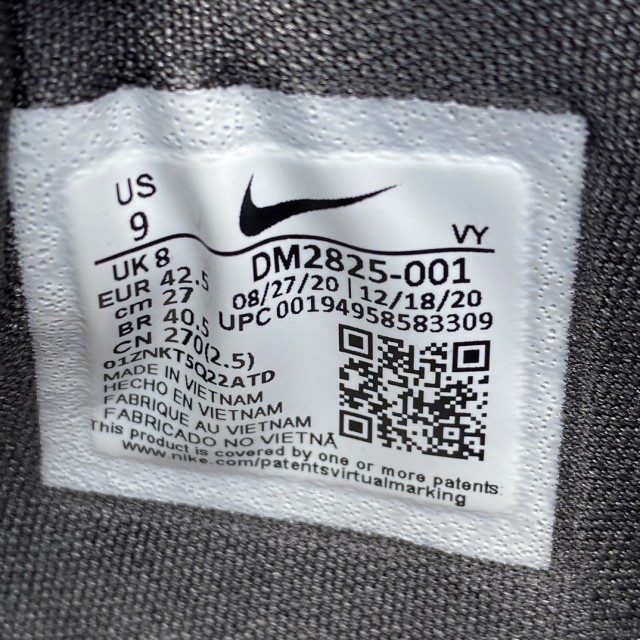 US
9
VY
UK 8
EUR 42.5
cm 27
BR 40.5
CN 270(2.5)
DM2825-001
08/27/20 | 12/18/20
UPC 00194958583309
01ZNKT5Q22ATD
MADE IN VIETNAM
HECHO EN VIETNAM
FABRIQUE AU VIETNAM
FABRICADO NO VIETNÃ
This product is covered by one or more patents:
www.nike.com/patentsvirtualmarking